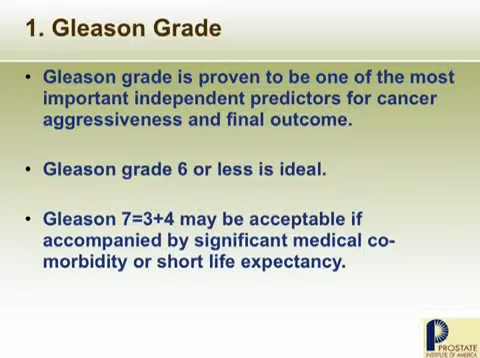 1. Gleason Grade
• Gleason grade is proven to be one of the most
important independent predictors for cancer
aggressiveness and final outcome.
• Gleason grade 6 or less is ideal.
• Gleason 7=3+4 may be acceptable if
accompanied by significant medical co-
morbidity or short life expectancy.
PROSTATE
INSTITUTE OF AMERICA